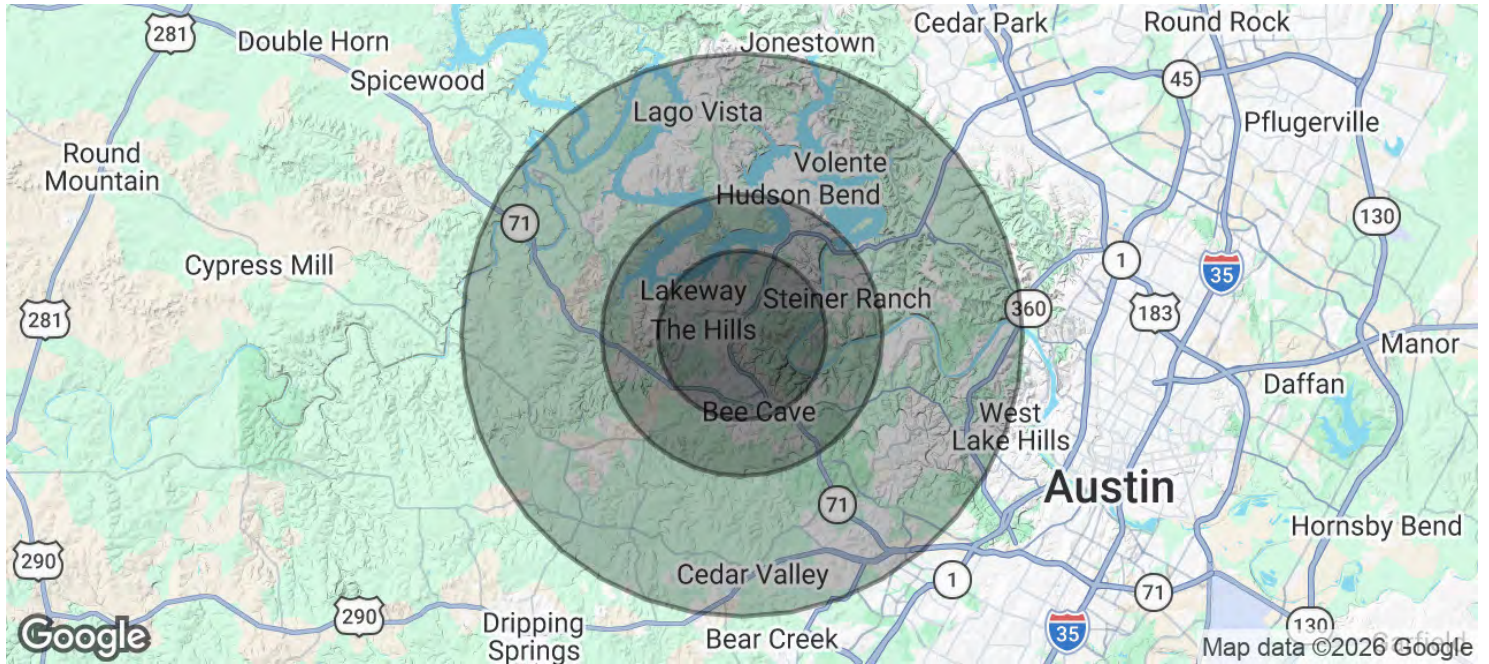 281
Double Horn
Spicewood
Jonestown
Cedar Park
Round Rock
45
Lago Vista
Pflugerville
Round
Mountain
Volente
Hudson Bend
71
130
1
35
Cypress Mill
Lakeway
Steiner Ranch
281
The Hills
360
183
Manor
Daffan
Bee Cave
West
Lake Hills
Austin
71
Hornsby Bend
290
Cedar Valley
1
71
290
Dripping
Springs
Bear Creek
35
130
Garfield
Google
Map data ©2026 Google